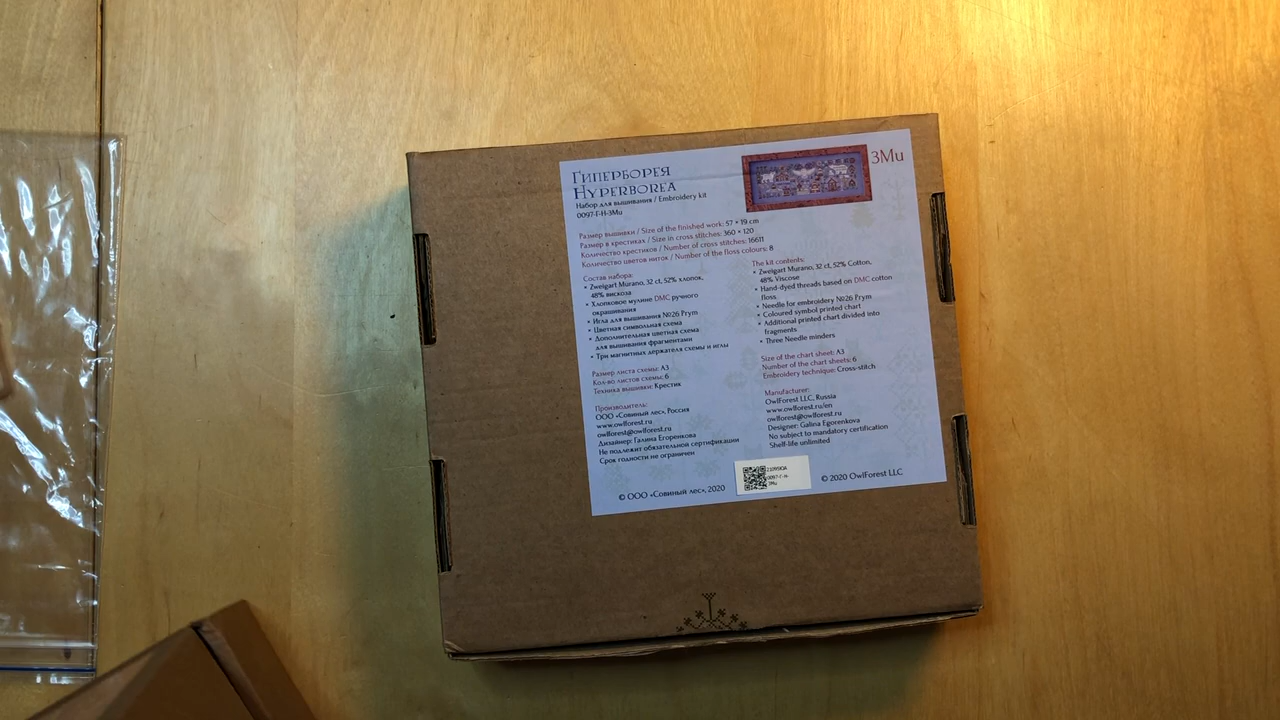 Гиперборея
Hyperborea
Набор для вышивания / Embroidery kit
0097-Г-Н-3Mu
3Mu
Размер вышивки / Size of the finished work: 57 × 19 cm
Размер в крестиках / Size in cross stitches: 360 × 120
Количество крестиков / Number of cross stitches: 16611
Количество цветов ниток / Number of the floss colours: 8
Состав набора:
• Zweigart Murano, 32 ct, 52% хлопок,
48% вискоза
• Хлопковое мулине DMC ручного
окрашивания
• Игла для вышивания №26 Prym
• Цветная символьная схема
• Дополнительная цветная схема
для вышивания фрагментами
• Три магнитных держателя схемы и иглы
Размер листа схемы: А3
Кол-во листов схемы: 6
Техника вышивки: Крестик
Производитель:
ООО «Совиный лес», Россия
www.owlforest.ru
owlforest@owlforest.ru
Дизайнер: Галина Егоренкова
Не подлежит обязательной сертификации
Срок годности не ограничен
© ООО «Совиный лес», 2020
The kit contents:
• Zweigart Murano, 32 ct, 52% Cotton,
48% Viscose
• Hand-dyed threads based on DMC cotton
floss
• Needle for embroidery №26 Prym
• Coloured symbol printed chart
• Additional printed chart divided into
fragments
• Three Needle minders
Size of the chart sheet: A3
Number of the chart sheets: 6
Embroidery technique: Cross-stitch
Manufacturer:
OwlForest LLC, Russia
www.owlforest.ru/en
owlforest@owlforest.ru
Designer: Galina Egorenkova
No subject to mandatory certification
Shelf-life unlimited
0097-Г-Н-
3Mu
© 2020 OwlForest LLC